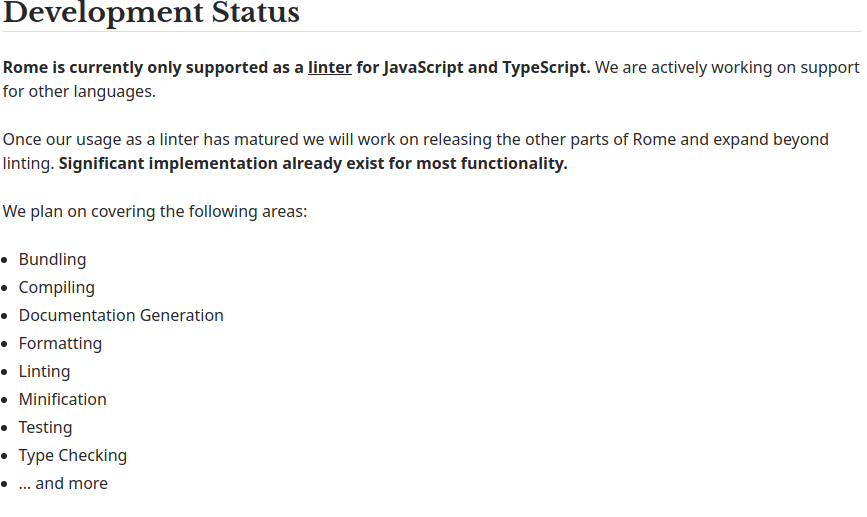 Development Status
Rome is currently only supported as a linter for JavaScript and TypeScript. We are actively working on support
for other languages.
Once our usage as a linter has matured we will work on releasing the other parts of Rome and expand beyond
linting. Significant implementation already exist for most functionality.
We plan on covering the following areas:
• Bundling
• Compiling
• Documentation Generation
• Formatting
• Linting
• Minification
• Testing
• Type Checking
• ... and more